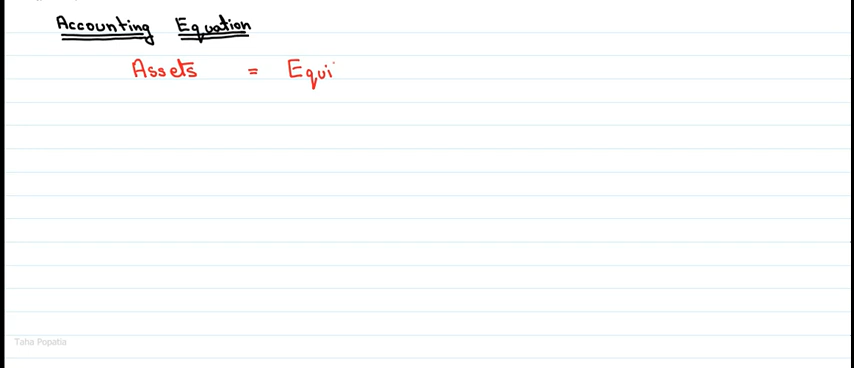 Accounting Equation
Assets = Equi
Taha Popatia